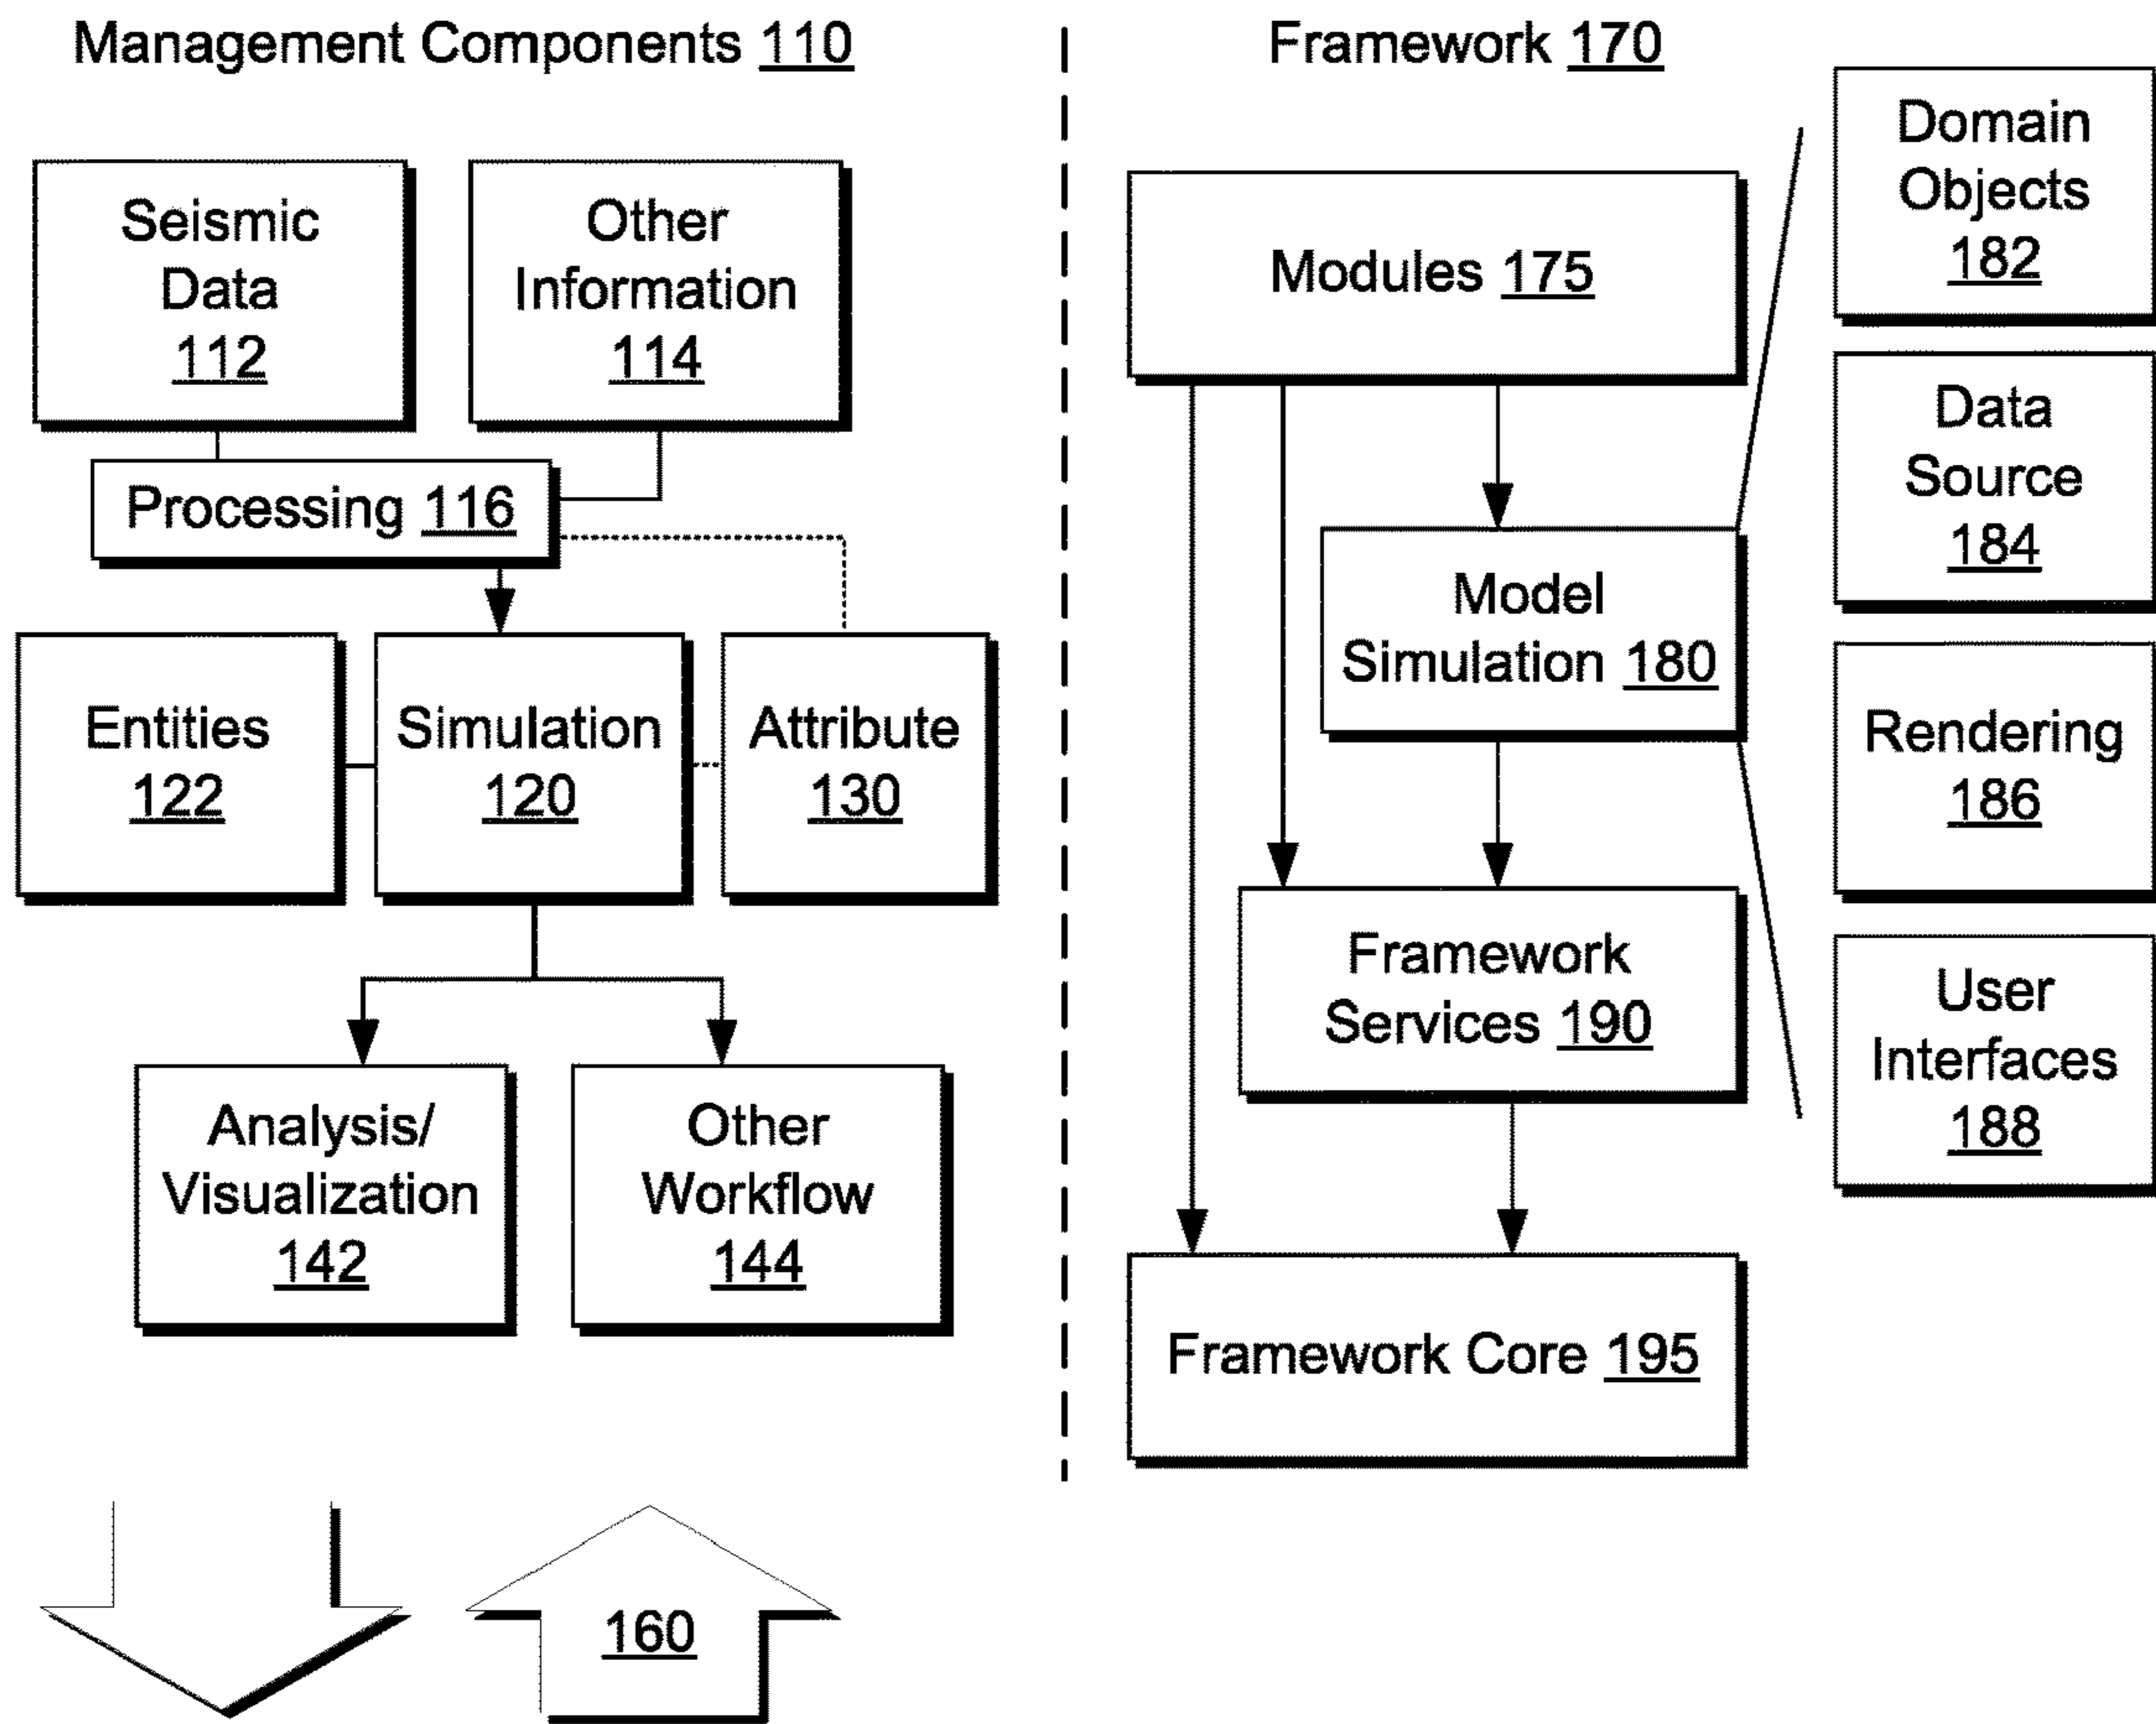 Management Components 110
Seismic
Data
112
Other
Information
114
Processing 116
Entities
122
Simulation
120
Attribute
130
Analysis/
Visualization
142
Other
Workflow
144
160
Framework 170
Modules 175
Model
Simulation 180
Framework
Services 190
Framework Core 195
Domain
Objects
182
Data
Source
184
Rendering
186
User
Interfaces
188